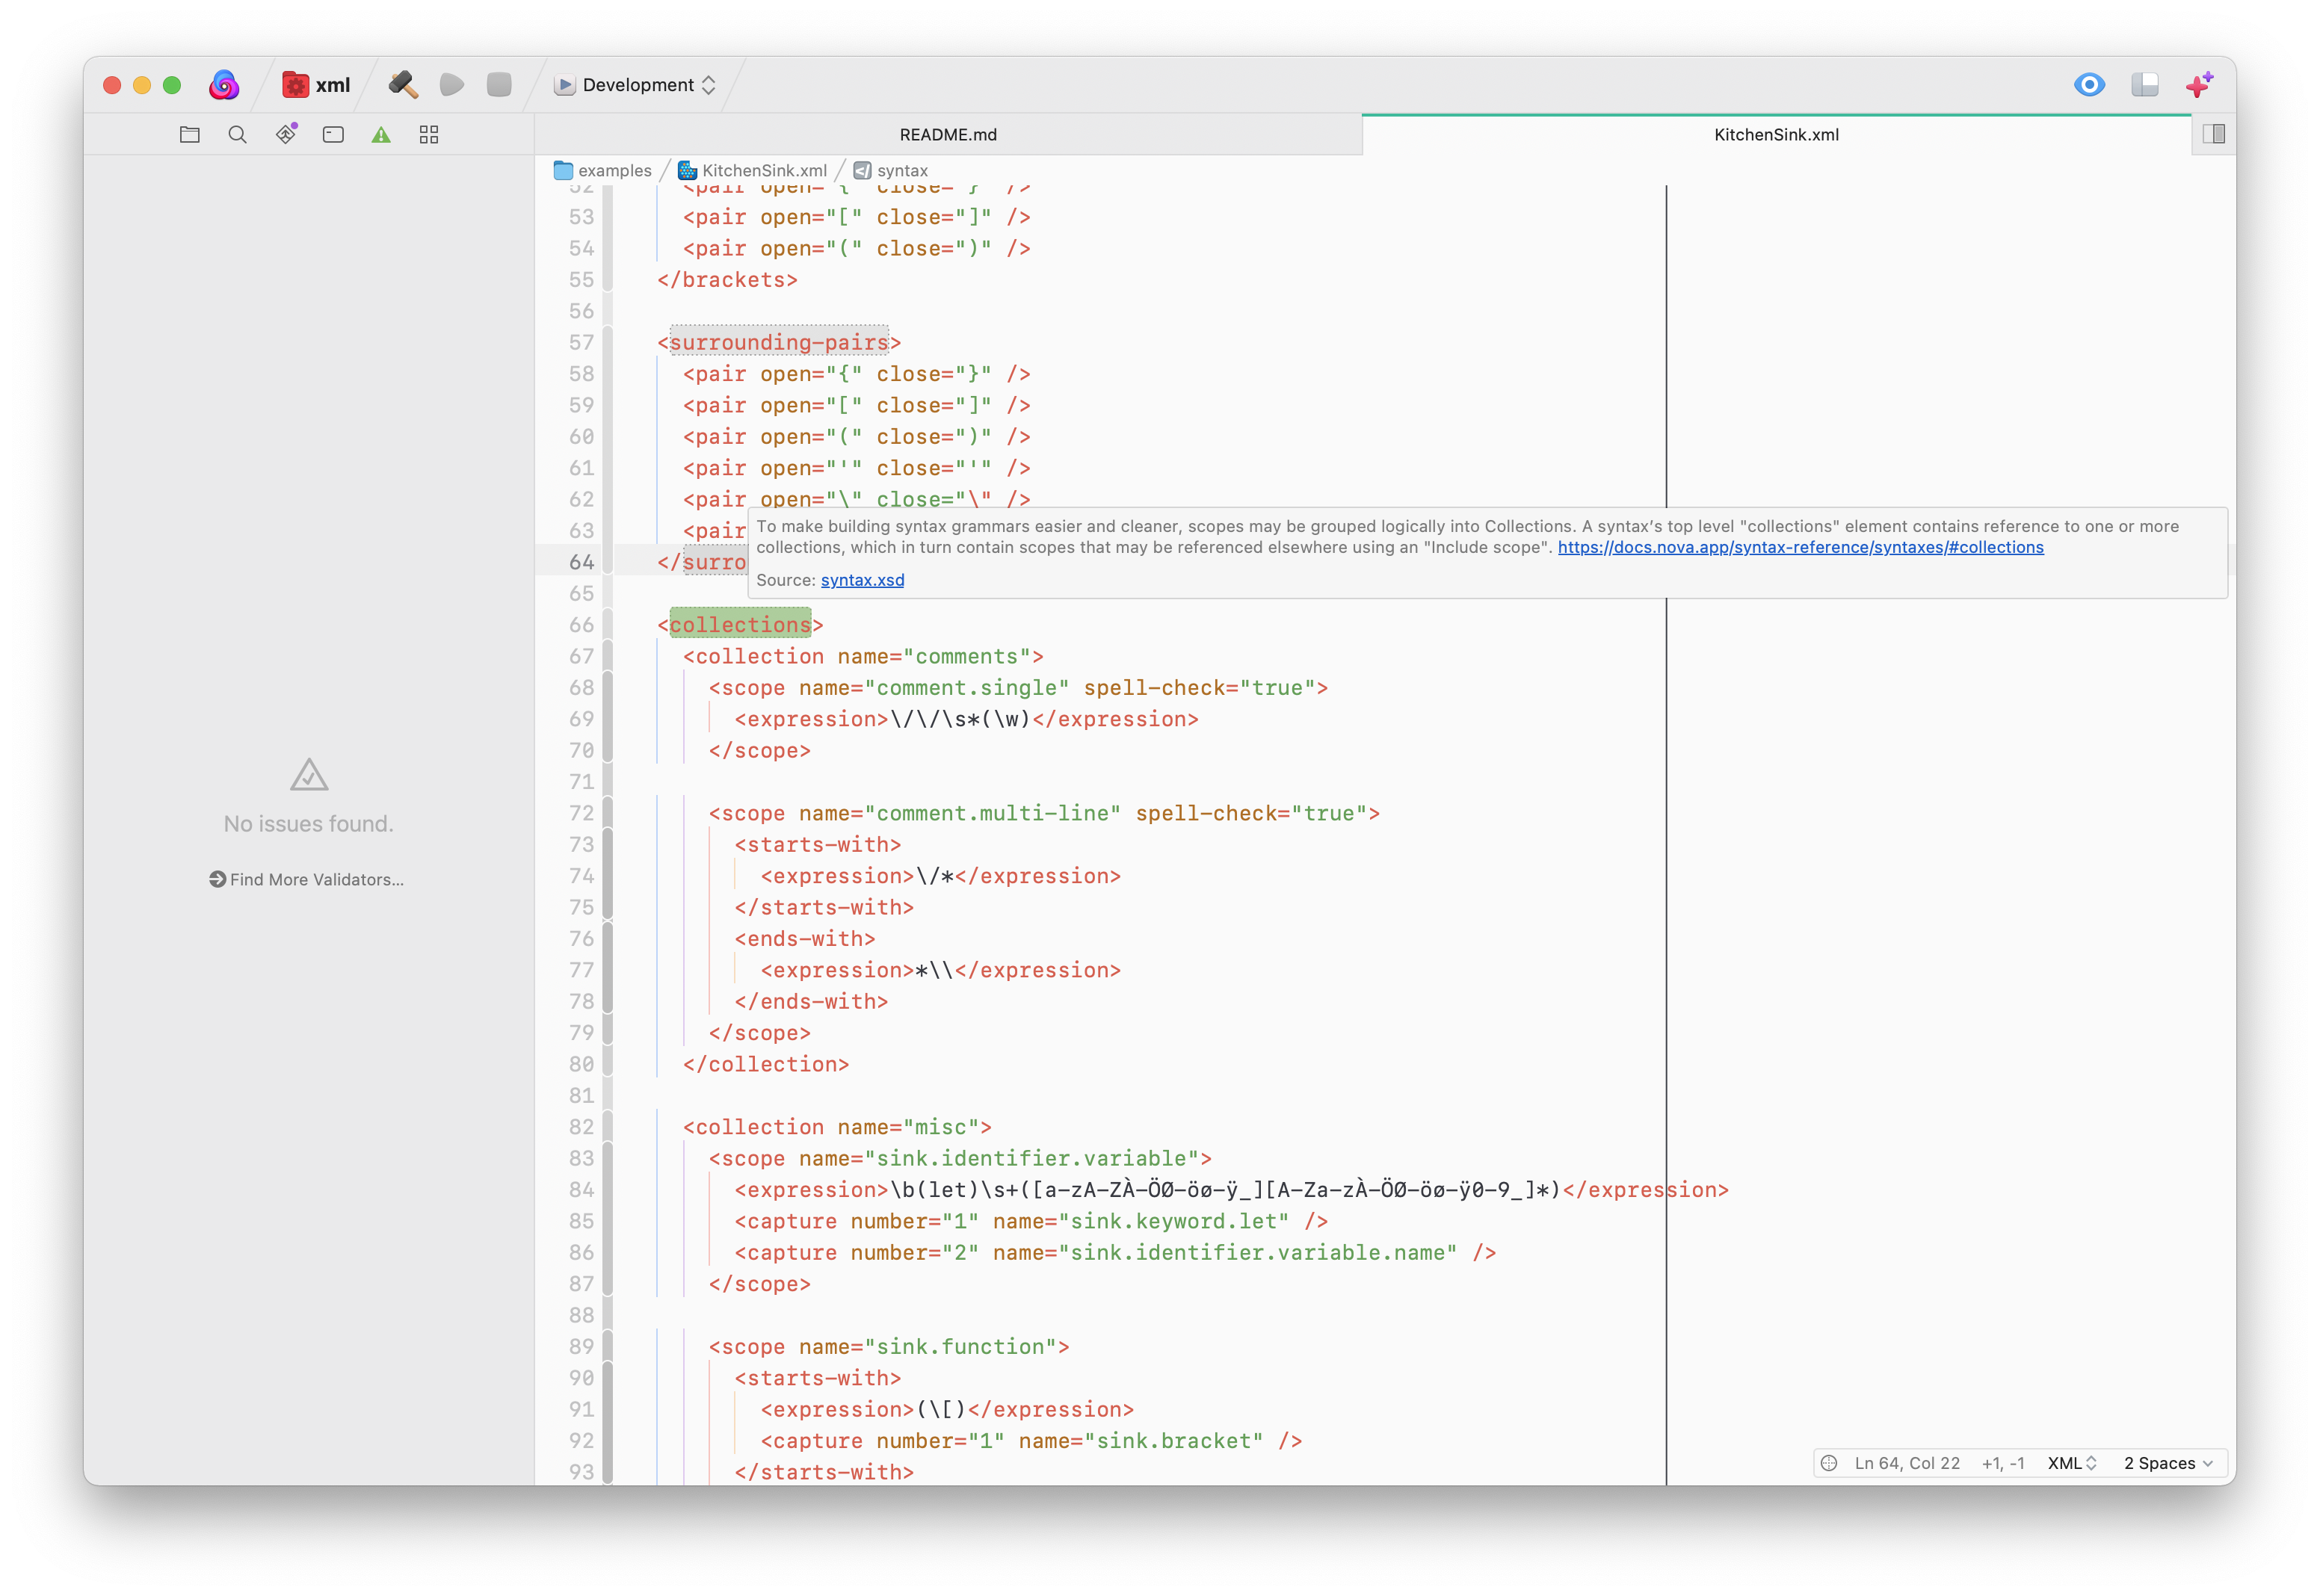 xml
Development
README.md
KitchenSink.xml
examples
KitchenSink.xml
syntax
No issues found.
Find More Validators...
52 <pair open="{" close="}" />
53 <pair open="[" close="]" />
54 <pair open="(" close=")" />
55 </brackets>
56
57 <surrounding-pairs>
58 <pair open="{" close="}" />
59 <pair open="[" close="]" />
60 <pair open="(" close=")" />
61 <pair open="'" close="'" />
62 <pair open="\" close="\" />
63 <pair
64 </surro
To make building syntax grammars easier and cleaner, scopes may be grouped logically into Collections. A syntax's top level "collections" element contains reference to one or more
collections, which in turn contain scopes that may be referenced elsewhere using an "Include scope". https://docs.nova.app/syntax-reference/syntaxes/#collections
Source: syntax.xsd
65
66 <collections>
67 <collection name="comments">
68 <scope name="comment.single" spell-check="true">
69 <expression>\/\/\s*(\w)</expression>
70 </scope>
71
72 <scope name="comment.multi-line" spell-check="true">
73 <starts-with>
74 <expression>\/*</expression>
75 </starts-with>
76 <ends-with>
77 <expression>*\\</expression>
78 </ends-with>
79 </scope>
80 </collection>
81
82 <collection name="misc">
83 <scope name="sink.identifier.variable">
84 <expression>\b(let)\s+([a-zA-ZÀ-ÖØ-öø-ÿ_][A-Za-zÀ-ÖØ-öø-ÿ0-9_]*)</expression>
85 <capture number="1" name="sink.keyword.let" />
86 <capture number="2" name="sink.identifier.variable.name" />
87 </scope>
88
89 <scope name="sink.function">
90 <starts-with>
91 <expression>(\[)</expression>
92 <capture number="1" name="sink.bracket" />
93 </starts-with>
Ln 64, Col 22 +1, -1 XML 2 Spaces